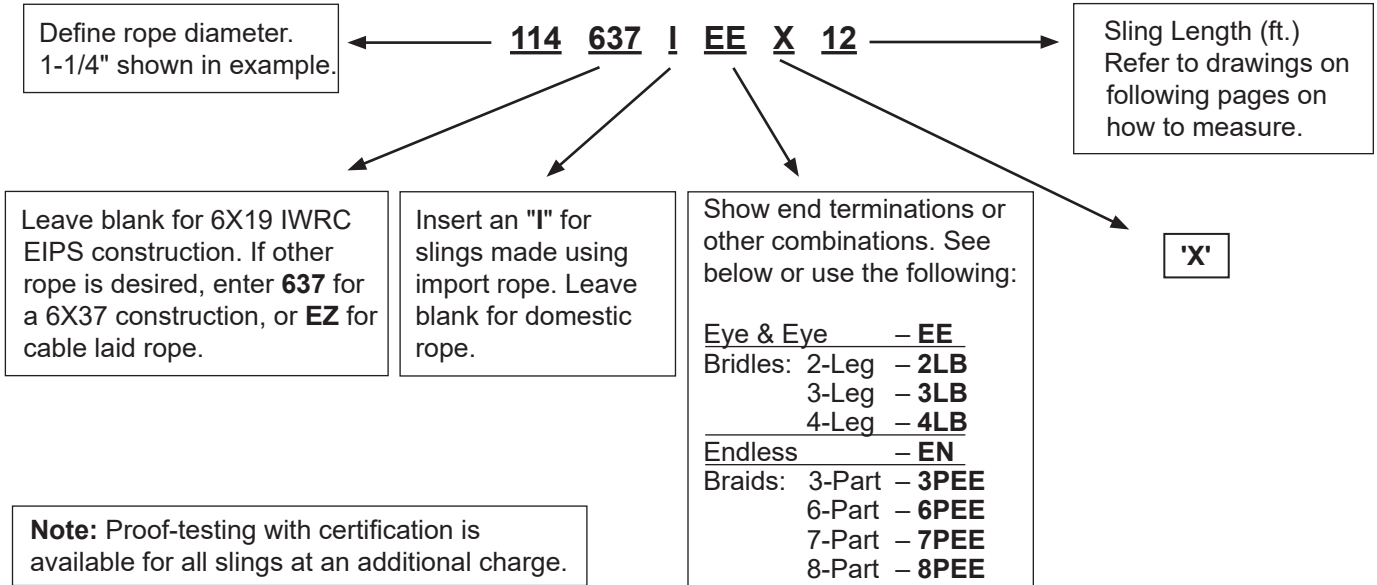 Define rope diameter.
1-1/4" shown in example.
114 637 I EE X 12
Sling Length (ft.)
Refer to drawings on
following pages on
how to measure.
Leave blank for 6X19 IWRC
EIPS construction. If other
rope is desired, enter 637 for
a 6X37 construction, or EZ for
cable laid rope.
Insert an "I" for
slings made using
import rope. Leave
blank for domestic
rope.
Show end terminations or
other combinations. See
below or use the following:
Eye & Eye – EE
Bridles: 2-Leg – 2LB
3-Leg – 3LB
4-Leg – 4LB
Endless – EN
Braids: 3-Part – 3PEE
6-Part – 6PEE
7-Part – 7PEE
8-Part – 8PEE
'X'
Note: Proof-testing with certification is
available for all slings at an additional charge.